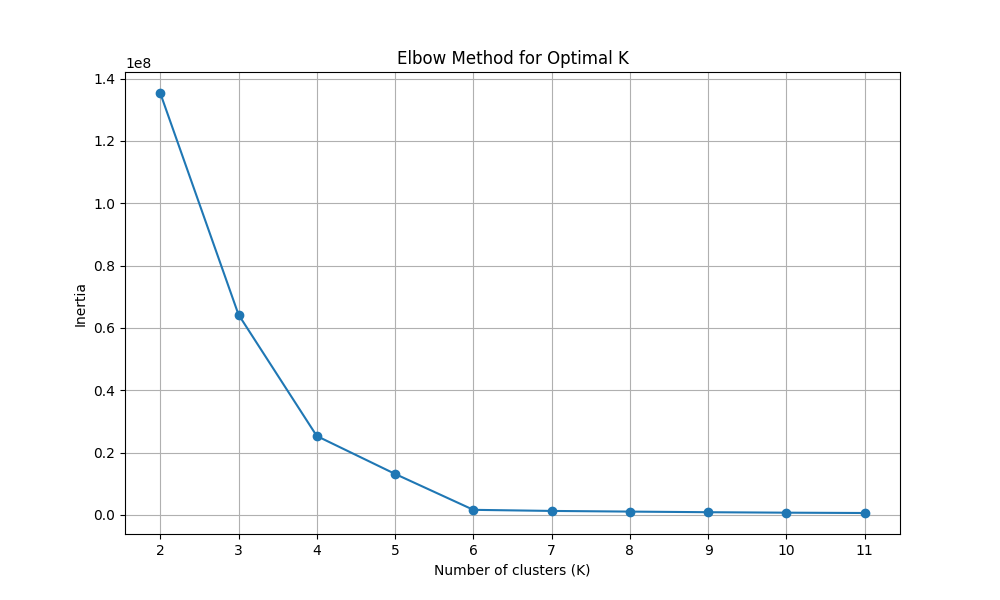 Elbow Method for Optimal K
1e8
1.4
1.2
1.0
0.8
0.6
0.4
0.2
0.0
Inertia
2 3 4 5 6 7 8 9 10 11
Number of clusters (K)